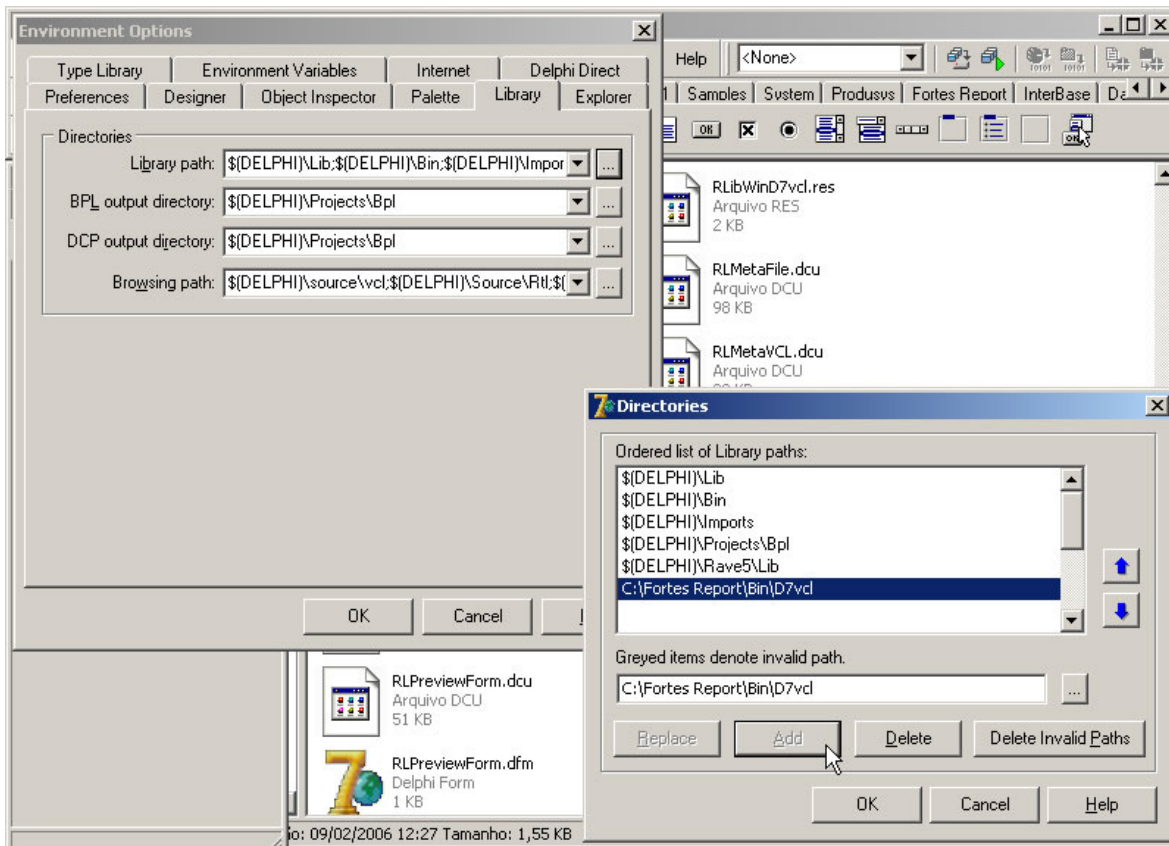 Environment Options
Type Library
Environment Variables
Internet
Delphi Direct
Preferences
Designer
Object Inspector
Palette
Library
Explorer
Directories
Library path: $(DELPHI)\Lib;$(DELPHI)\Bin;$(DELPHI)\Impor
...
BPL output directory: $(DELPHI)\Projects\Bpl
...
DCP output directory: $(DELPHI)\Projects\Bpl
...
Browsing path: $(DELPHI)\source\vcl;$(DELPHI)\Source\Rtl;$(
...
OK
Cancel
Help
<None>
Samples
System
Produsys
Fortes Report
InterBase
RLibWinD7vcl.res
Arquivo RES
2 KB
RLMetaFile.dcu
Arquivo DCU
98 KB
RLMetaVCL.dcu
Arquivo DCU
Directories
Ordered list of Library paths:
$(DELPHI)\Lib
$(DELPHI)\Bin
$(DELPHI)\Imports
$(DELPHI)\Projects\Bpl
$(DELPHI)\Rave5\Lib
C:\Fortes Report\Bin\D7vcl
Greyed items denote invalid path.
C:\Fortes Report\Bin\D7vcl
...
Replace
Add
Delete
Delete Invalid Paths
OK
Cancel
Help
RLPreviewForm.dcu
Arquivo DCU
51 KB
RLPreviewForm.dfm
Delphi Form
1 KB
io: 09/02/2006 12:27 Tamanho: 1,55 KB